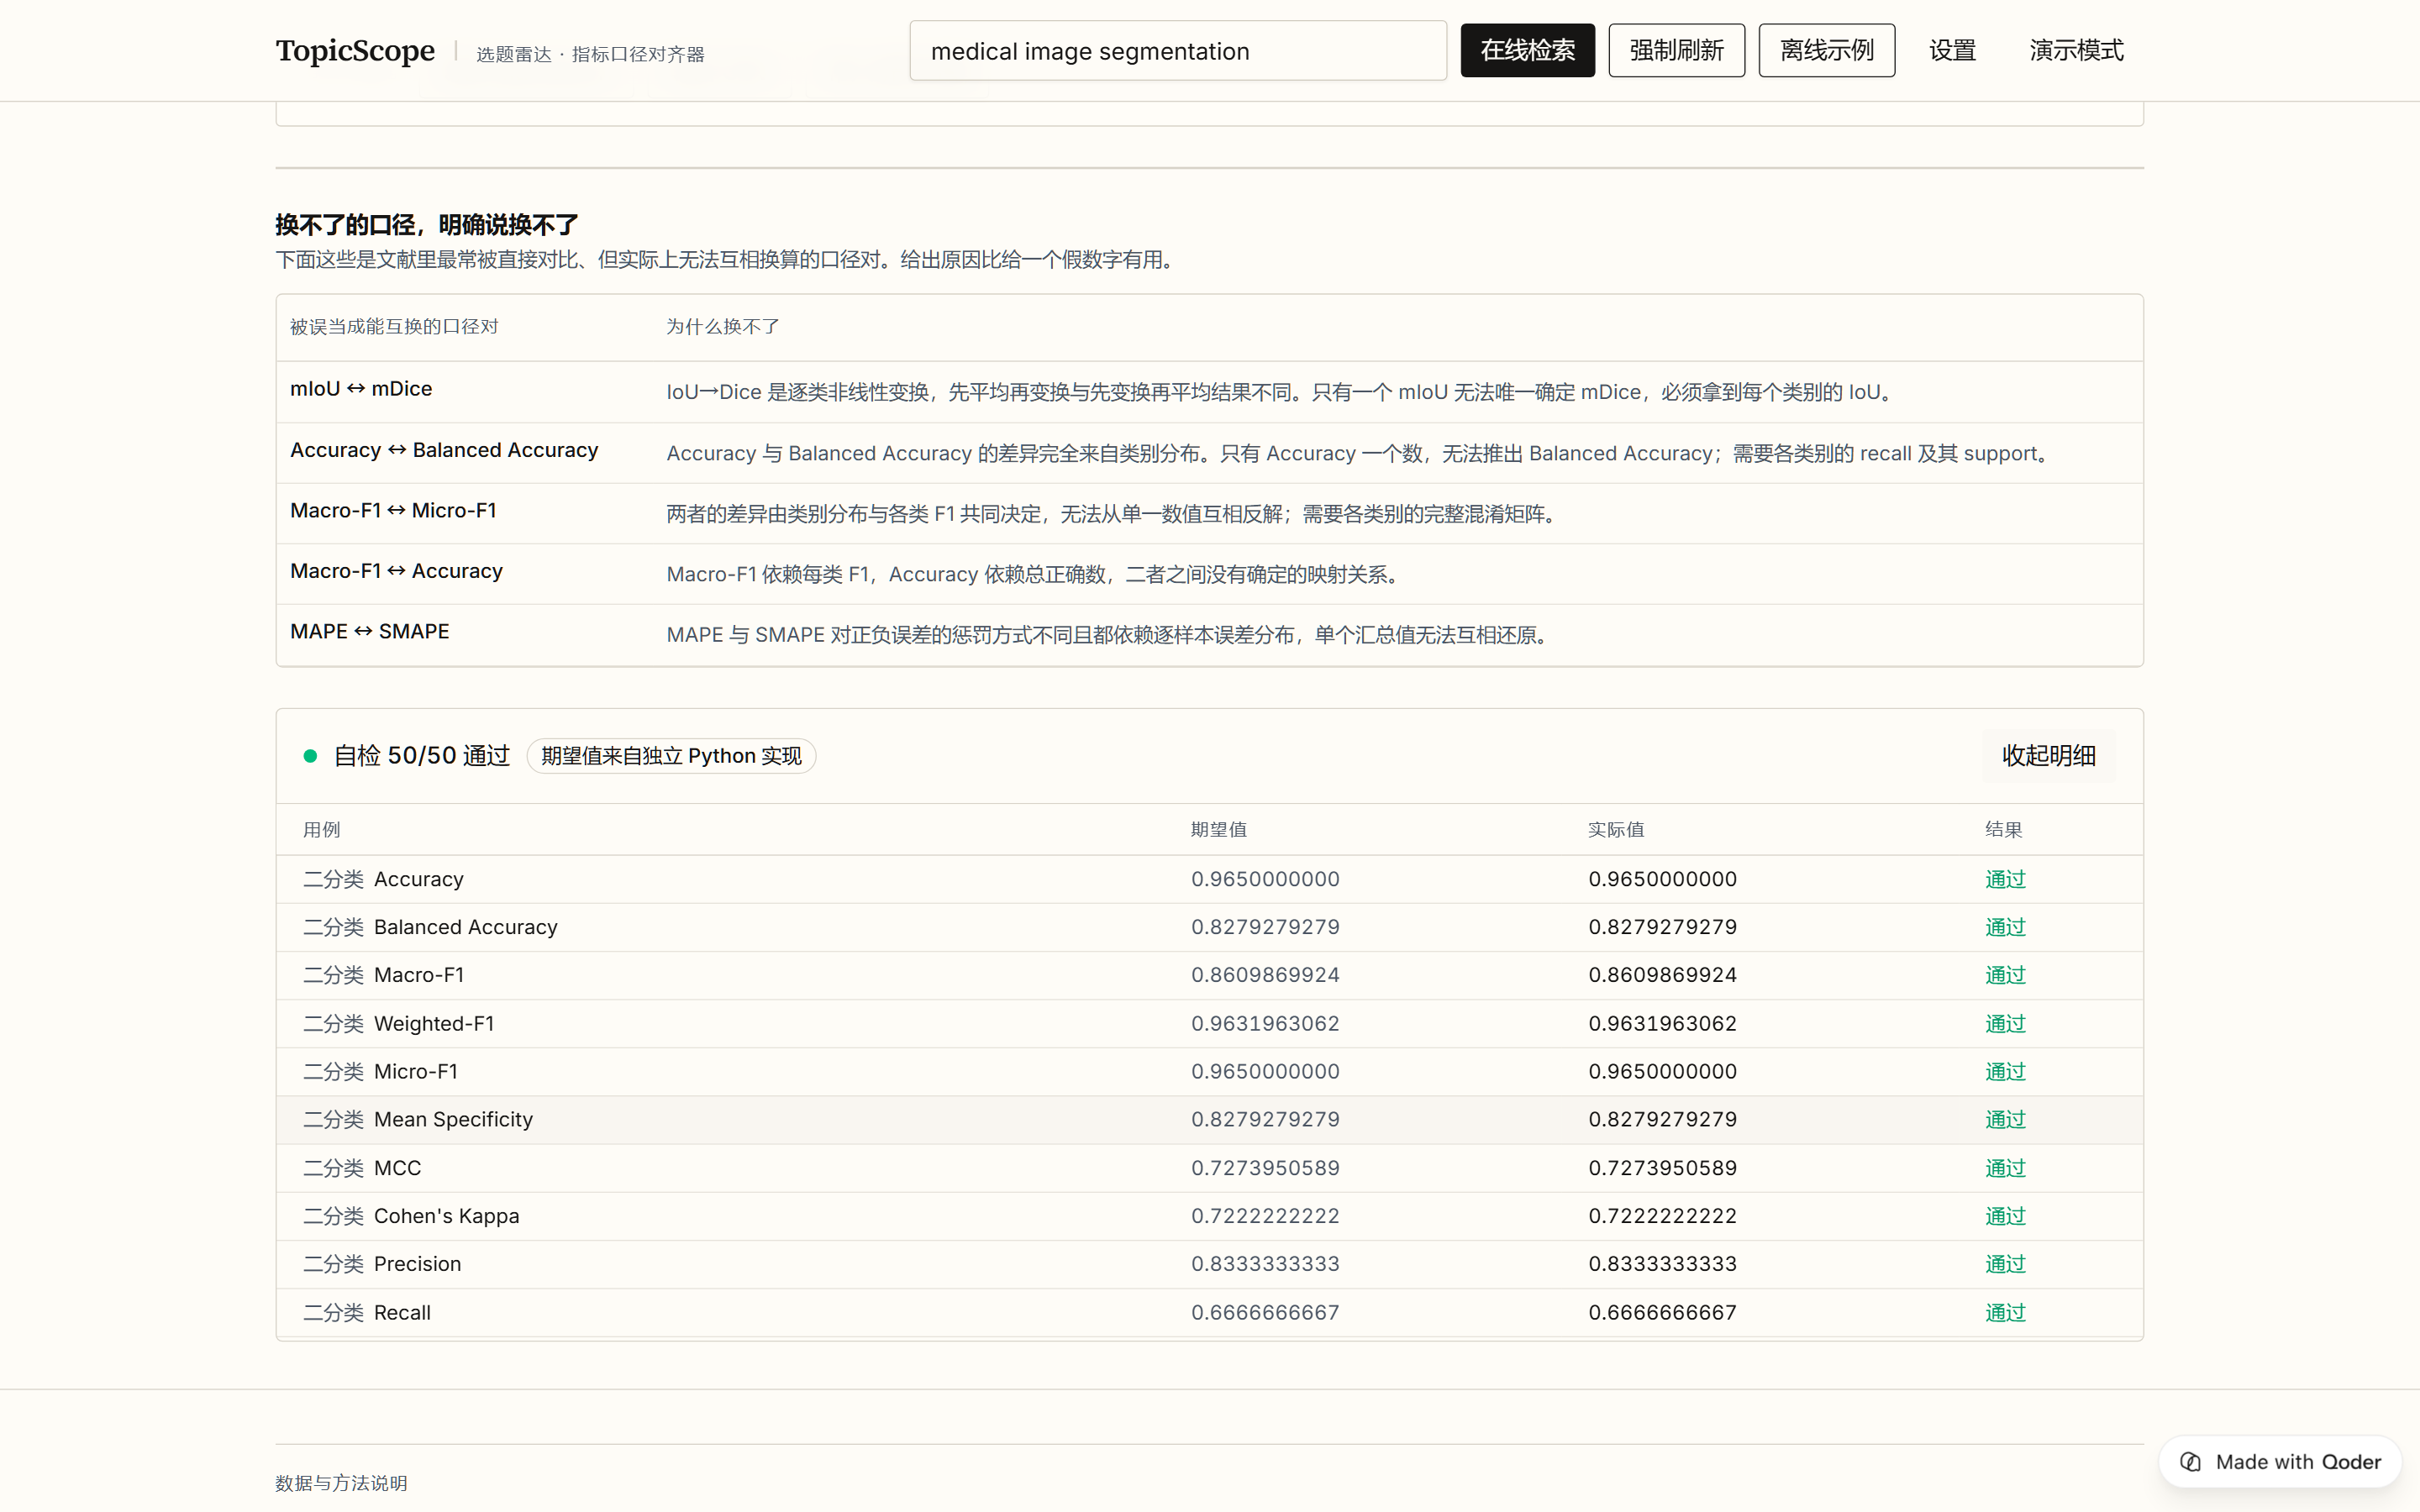 TopicScope | 选题雷达 · 指标口径对齐器 medical image segmentation 在线检索 强制刷新 离线示例 设置 演示模式
换不了的口径，明确说换不了
下面这些是文献里最常被直接对比、但实际上无法互相换算的口径对。给出原因比给一个假数字有用。
被误当成能互换的口径对 为什么换不了
mIoU ↔ mDice IoU→Dice 是逐类非线性变换，先平均再变换与先变换再平均结果不同。只有一个 mIoU 无法唯一确定 mDice，必须拿到每个类别的 IoU。
Accuracy ↔ Balanced Accuracy Accuracy 与 Balanced Accuracy 的差异完全来自类别分布。只有 Accuracy 一个数，无法推出 Balanced Accuracy；需要各类别的 recall 及其 support。
Macro-F1 ↔ Micro-F1 两者的差异由类别分布与各类 F1 共同决定，无法从单一数值互相反解；需要各类别的完整混淆矩阵。
Macro-F1 ↔ Accuracy Macro-F1 依赖每类 F1，Accuracy 依赖总正确数，二者之间没有确定的映射关系。
MAPE ↔ SMAPE MAPE 与 SMAPE 对正负误差的惩罚方式不同且都依赖逐样本误差分布，单个汇总值无法互相还原。
自检 50/50 通过 期望值来自独立 Python 实现 收起明细
用例 期望值 实际值 结果
二分类 Accuracy 0.9650000000 0.9650000000 通过
二分类 Balanced Accuracy 0.8279279279 0.8279279279 通过
二分类 Macro-F1 0.8609869924 0.8609869924 通过
二分类 Weighted-F1 0.9631963062 0.9631963062 通过
二分类 Micro-F1 0.9650000000 0.9650000000 通过
二分类 Mean Specificity 0.8279279279 0.8279279279 通过
二分类 MCC 0.7273950589 0.7273950589 通过
二分类 Cohen's Kappa 0.7222222222 0.7222222222 通过
二分类 Precision 0.8333333333 0.8333333333 通过
二分类 Recall 0.6666666667 0.6666666667 通过
Made with Qoder
数据与方法说明